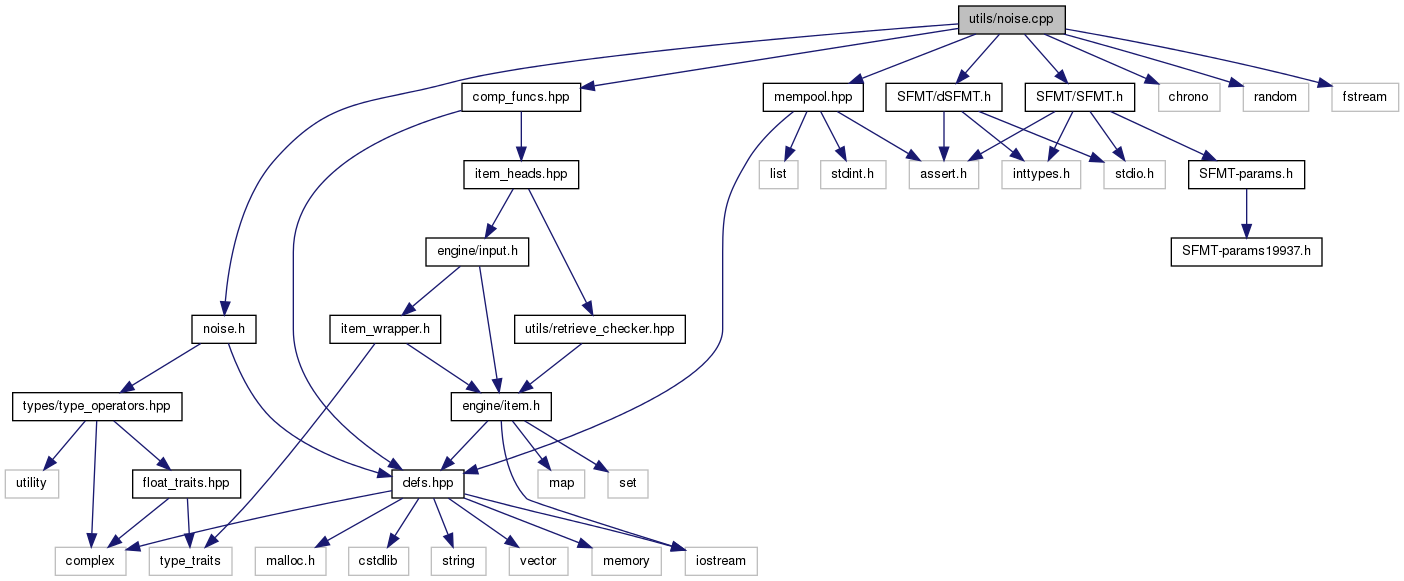 utils/noise.cpp
comp_funcs.hpp
mempool.hpp
SFMT/dSFMT.h
SFMT/SFMT.h
chrono
random
fstream
item_heads.hpp
list
stdint.h
assert.h
inttypes.h
stdio.h
SFMT-params.h
engine/input.h
SFMT-params19937.h
noise.h
item_wrapper.h
utils/retrieve_checker.hpp
types/type_operators.hpp
engine/item.h
utility
float_traits.hpp
defs.hpp
map
set
complex
type_traits
malloc.h
cstdlib
string
vector
memory
iostream